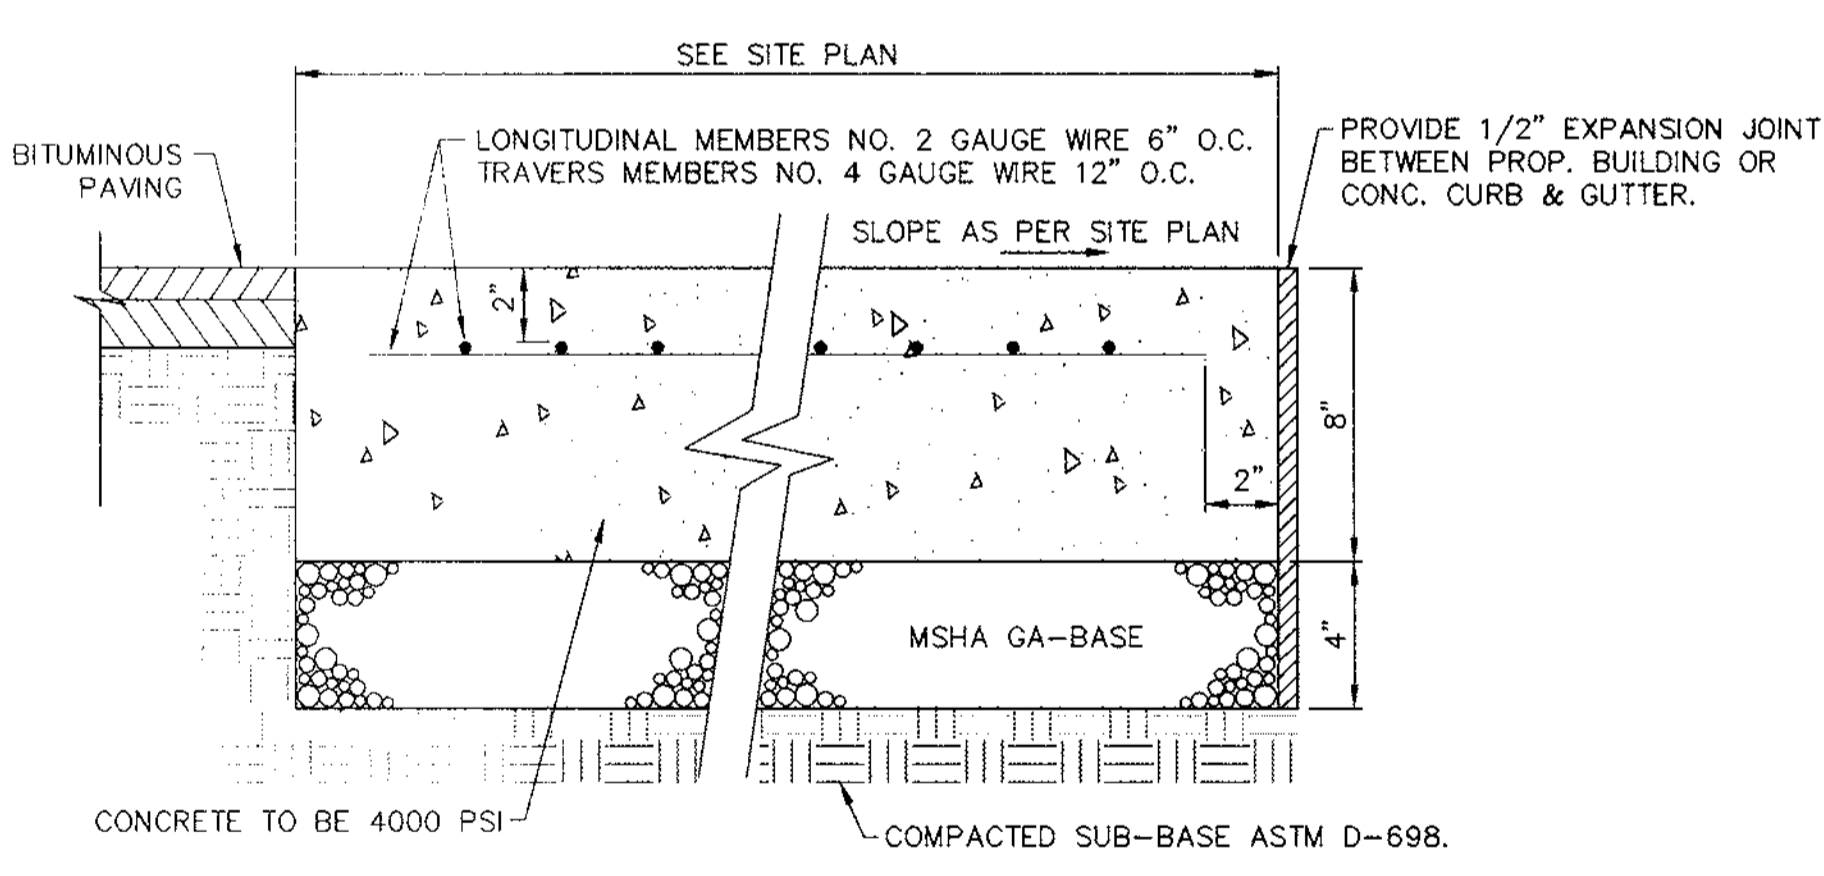 SEE SITE PLAN
LONGITUDINAL MEMBERS NO. 2 GAUGE WIRE 6" O.C.
TRAVERS MEMBERS NO. 4 GAUGE WIRE 12" O.C.
PROVIDE 1/2" EXPANSION JOINT
BETWEEN PROP. BUILDING OR
CONC. CURB & GUTTER.
BITUMINOUS
PAVING
SLOPE AS PER SITE PLAN
2"
8"
2"
MSHA GA-BASE
4"
CONCRETE TO BE 4000 PSI
COMPACTED SUB-BASE ASTM D-698.